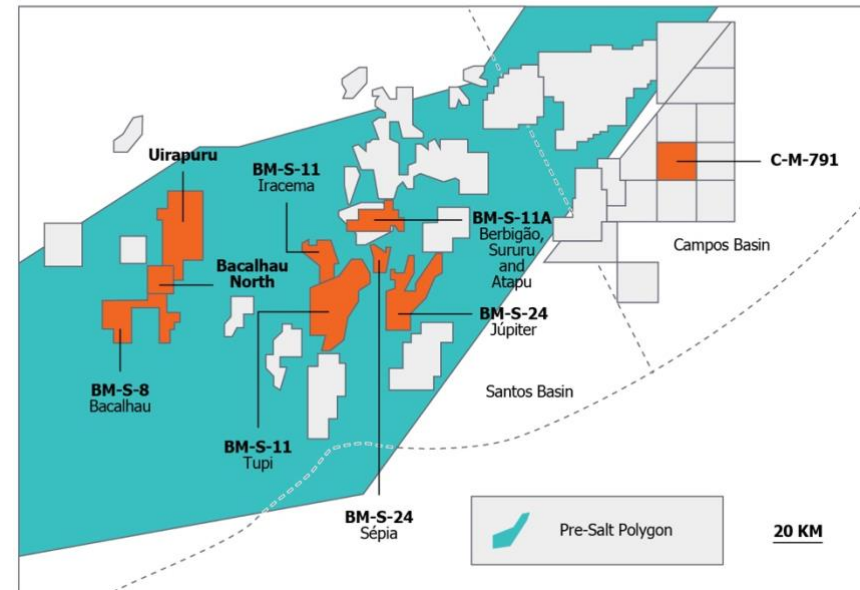 Uirapuru
BM-S-11
Iracema
C-M-791
BM-S-11A
Berbigão,
Sururu
and
Atapu
Campos Basin
Bacalhau
North
BM-S-24
Júpiter
BM-S-8
Bacalhau
Santos Basin
BM-S-11
Tupi
BM-S-24
Sépia
Pre-Salt Polygon
20 KM